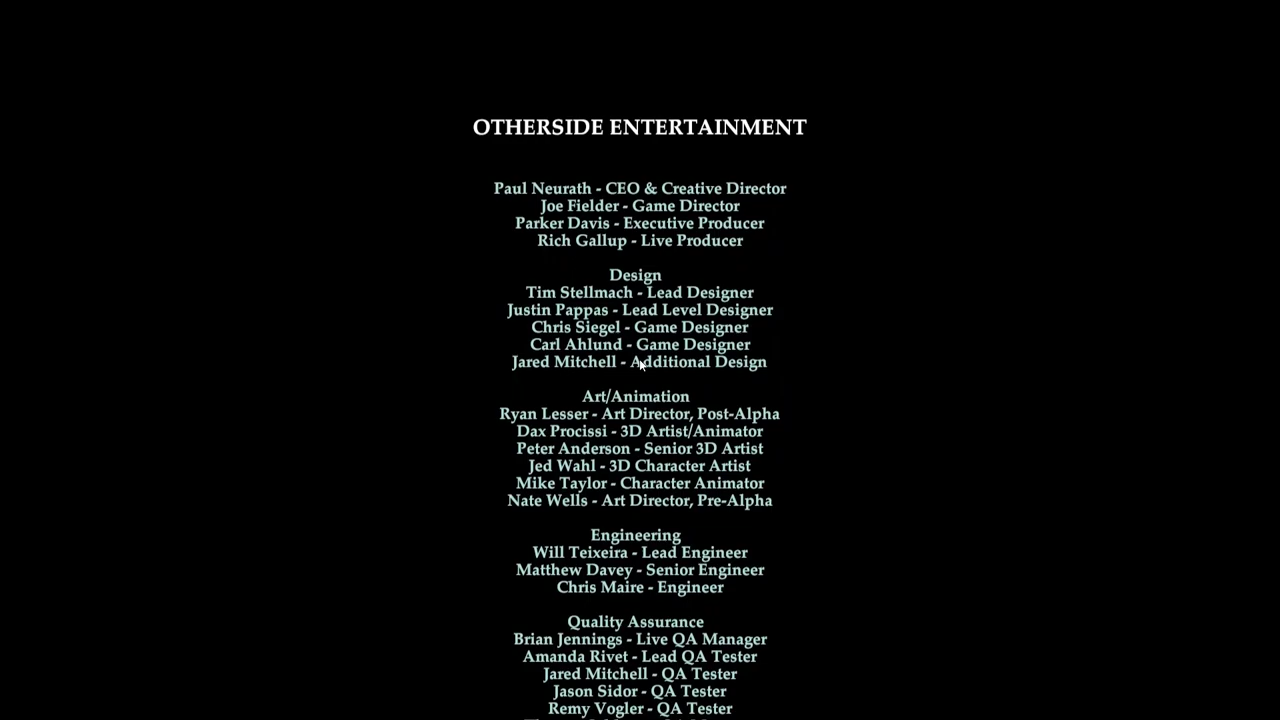 OTHERSIDE ENTERTAINMENT
Paul Neurath - CEO & Creative Director
Joe Fielder - Game Director
Parker Davis - Executive Producer
Rich Gallup - Live Producer
Design
Tim Stellmach - Lead Designer
Justin Pappas - Lead Level Designer
Chris Siegel - Game Designer
Carl Ahlund - Game Designer
Jared Mitchell - Additional Design
Art/Animation
Ryan Lesser - Art Director, Post-Alpha
Dax Procissi - 3D Artist/Animator
Peter Anderson - Senior 3D Artist
Jed Wahl - 3D Character Artist
Mike Taylor - Character Animator
Nate Wells - Art Director, Pre-Alpha
Engineering
Will Teixeira - Lead Engineer
Matthew Davey - Senior Engineer
Chris Maire - Engineer
Quality Assurance
Brian Jennings - Live QA Manager
Amanda Rivet - Lead QA Tester
Jared Mitchell - QA Tester
Jason Sidor - QA Tester
Remy Vogler - QA Tester